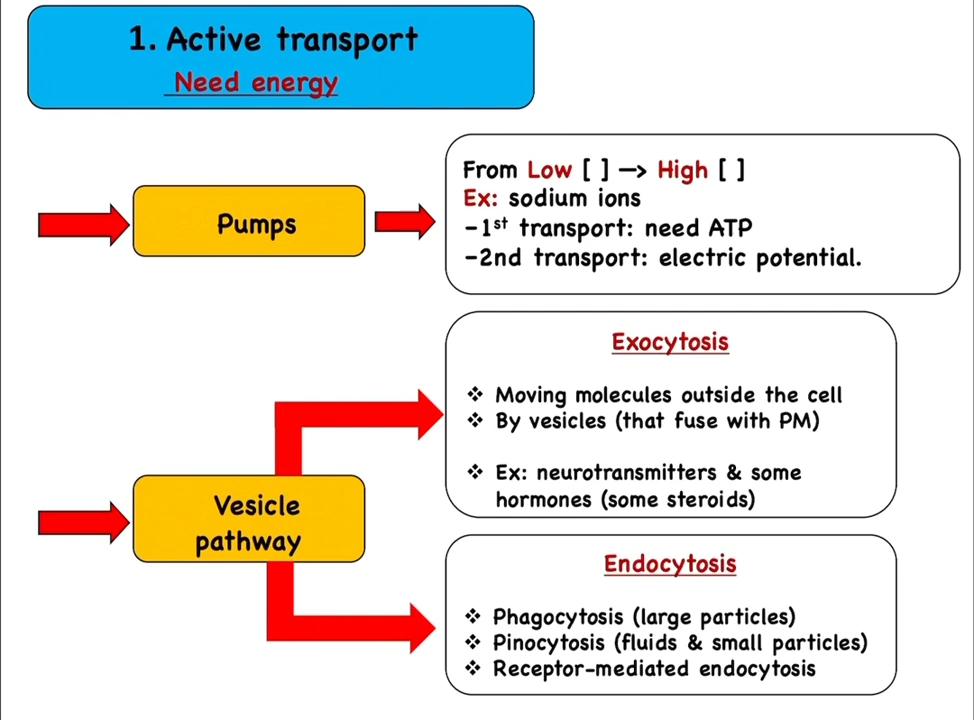 1. Active transport
Need energy
Pumps
From Low [ ] —> High [ ]
Ex: sodium ions
-1st transport: need ATP
-2nd transport: electric potential.
Exocytosis
❖ Moving molecules outside the cell
❖ By vesicles (that fuse with PM)
❖ Ex: neurotransmitters & some
hormones (some steroids)
Vesicle
pathway
Endocytosis
❖ Phagocytosis (large particles)
❖ Pinocytosis (fluids & small particles)
❖ Receptor-mediated endocytosis